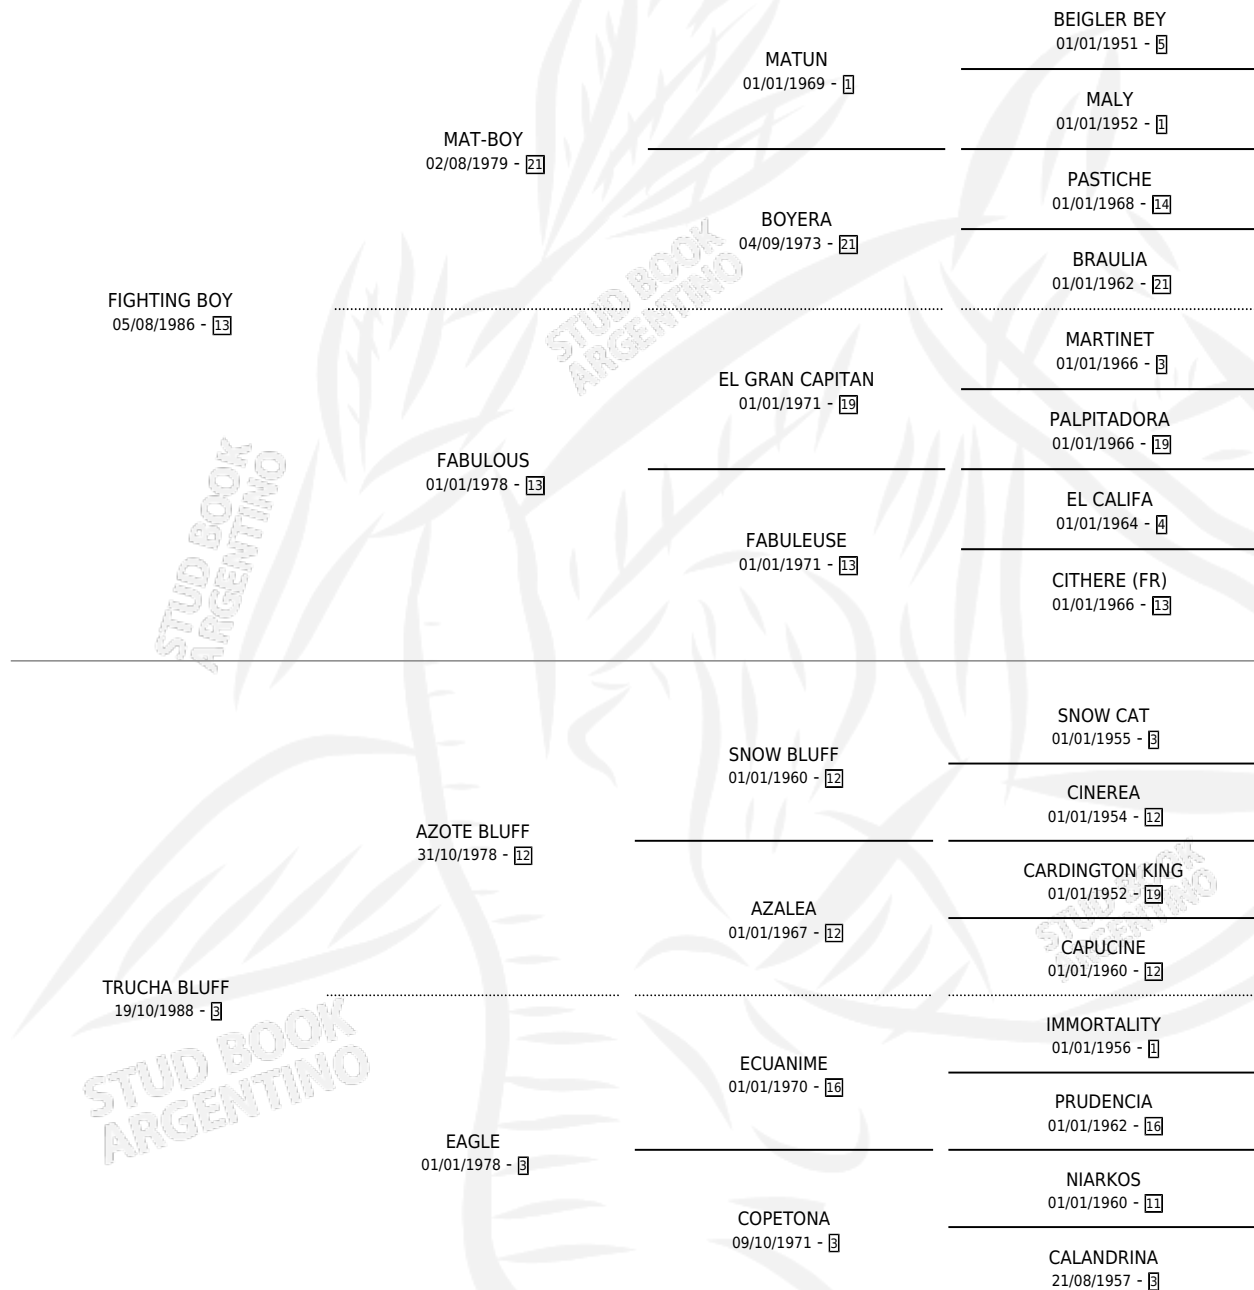 BEIGLER BEY
01/01/1951 - 5
MATUN
01/01/1969 - 1
MALY
01/01/1952 - 1
MAT-BOY
02/08/1979 - 21
PASTICHE
01/01/1968 - 14
BOYERA
04/09/1973 - 21
BRAULIA
01/01/1962 - 21
FIGHTING BOY
05/08/1986 - 13
MARTINET
01/01/1966 - 3
EL GRAN CAPITAN
01/01/1971 - 19
PALPITADORA
01/01/1966 - 19
FABULOUS
01/01/1978 - 13
EL CALIFA
01/01/1964 - 4
FABULEUSE
01/01/1971 - 13
CITHERE (FR)
01/01/1966 - 13
STUD BOOK
ARGENTINO
STUD BOOK
ARGENTINO
SNOW CAT
01/01/1955 - 3
SNOW BLUFF
01/01/1960 - 12
CINEREA
01/01/1954 - 12
AZOTE BLUFF
31/10/1978 - 12
CARDINGTON KING
01/01/1952 - 19
AZALEA
01/01/1967 - 12
CAPUCINE
01/01/1960 - 12
TRUCHA BLUFF
19/10/1988 - 3
IMMORTALITY
01/01/1956 - 1
ECUANIME
01/01/1970 - 16
PRUDENCIA
01/01/1962 - 16
EAGLE
01/01/1978 - 3
NIARKOS
01/01/1960 - 11
COPETONA
09/10/1971 - 3
CALANDRINA
21/08/1957 - 3
STUD BOOK
ARGENTINO
STUD BOOK
ARGENTINO